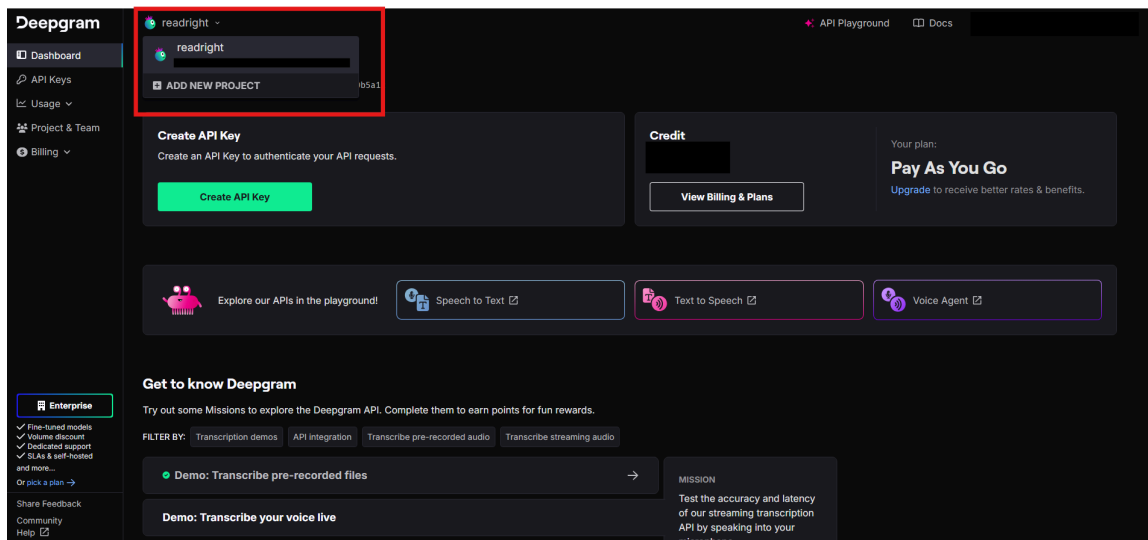 Deepgram
readright
API Playground
Docs
Dashboard
API Keys
Usage
Project & Team
Billing
readright
ADD NEW PROJECT
b5a1
Create API Key
Create an API Key to authenticate your API requests.
Create API Key
Credit
View Billing & Plans
Your plan:
Pay As You Go
Upgrade to receive better rates & benefits.
Explore our APIs in the playground!
Speech to Text
Text to Speech
Voice Agent
Get to know Deepgram
Try out some Missions to explore the Deepgram API. Complete them to earn points for fun rewards.
FILTER BY: Transcription demos API integration Transcribe pre-recorded audio Transcribe streaming audio
Demo: Transcribe pre-recorded files
Demo: Transcribe your voice live
MISSION
Test the accuracy and latency
of our streaming transcription
API by speaking into your
Enterprise
Fine-tuned models
Volume discount
Dedicated support
SLAs & self-hosted
and more...
Or pick a plan →
Share Feedback
Community
Help